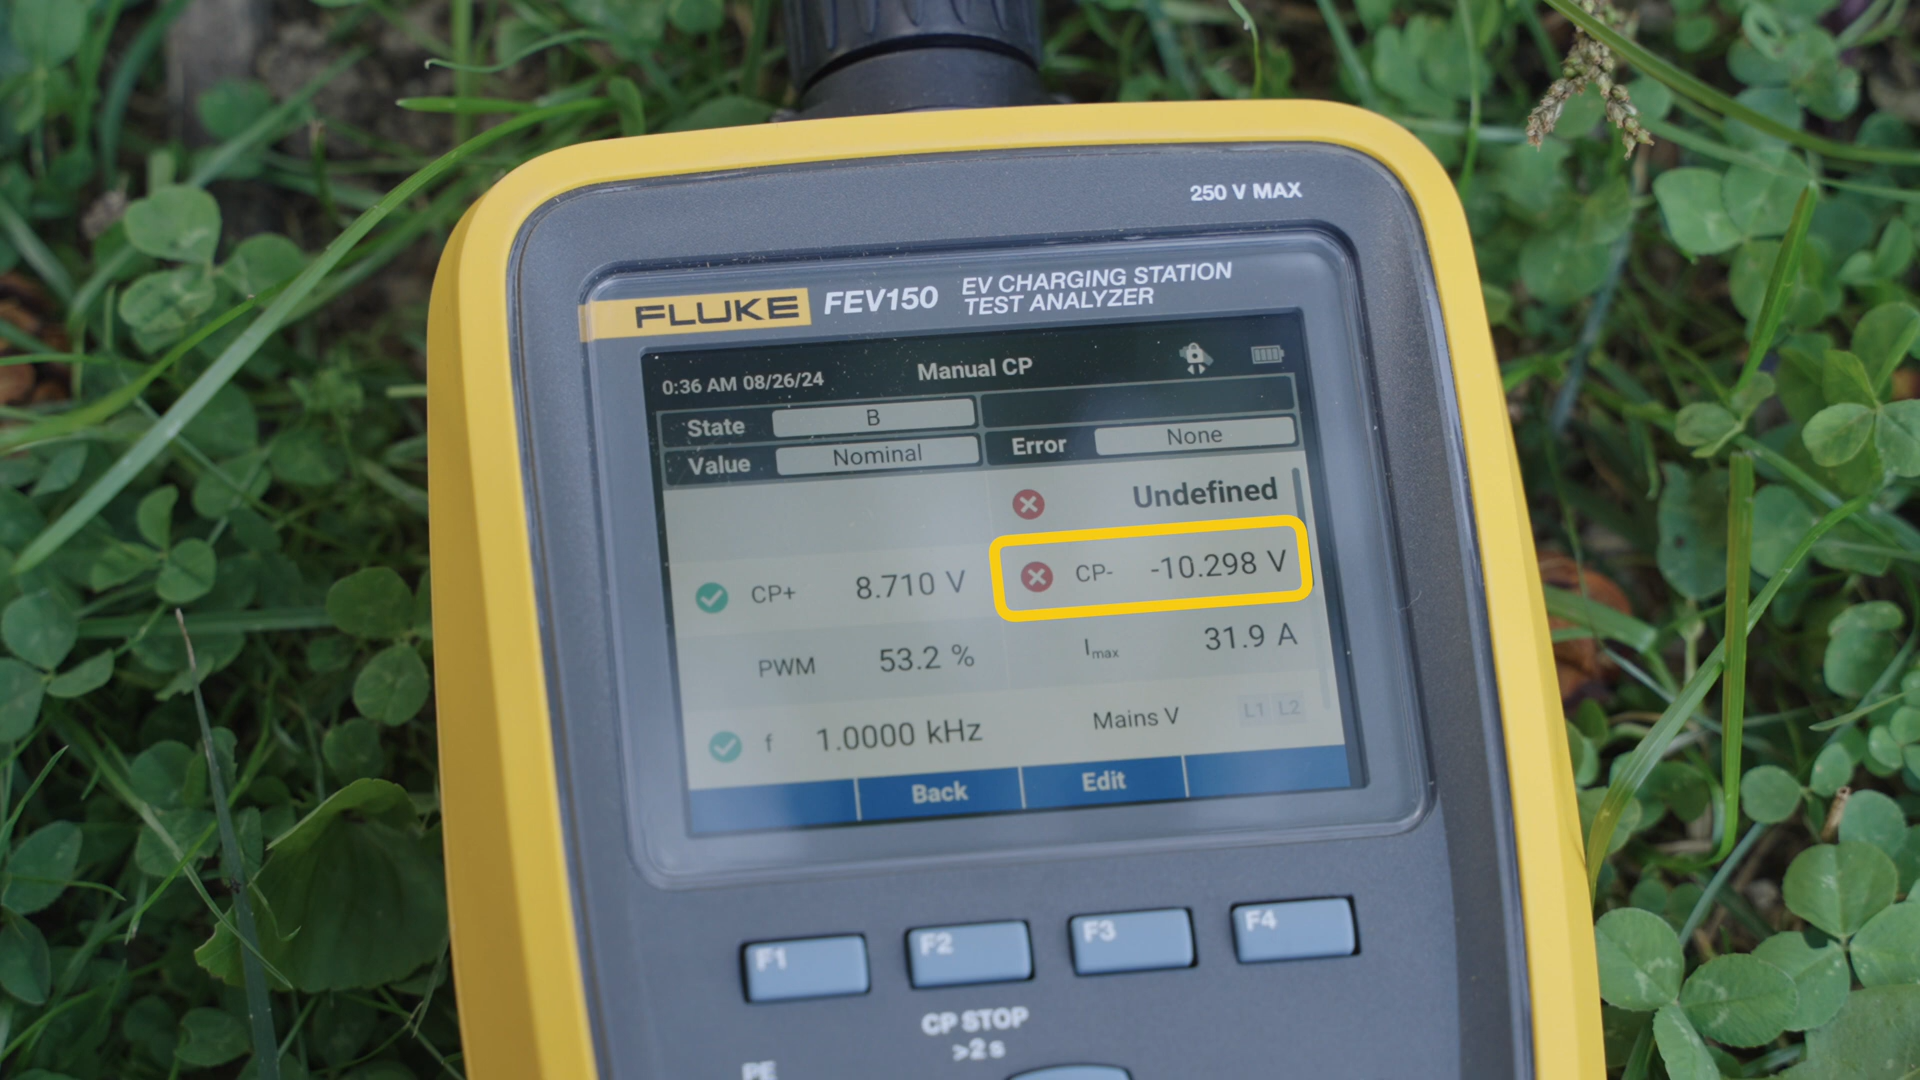 250 V MAX
FLUKE FEV150 EV CHARGING STATION
TEST ANALYZER
0:36 AM 08/26/24 Manual CP
State B
Value Nominal Error None
Undefined
CP+ 8.710 V CP- -10.298 V
PWM 53.2 % Imax 31.9 A
f 1.0000 kHz Mains V L1 L2
Back Edit
F1 F2 F3 F4
CP STOP
>2 s
PE